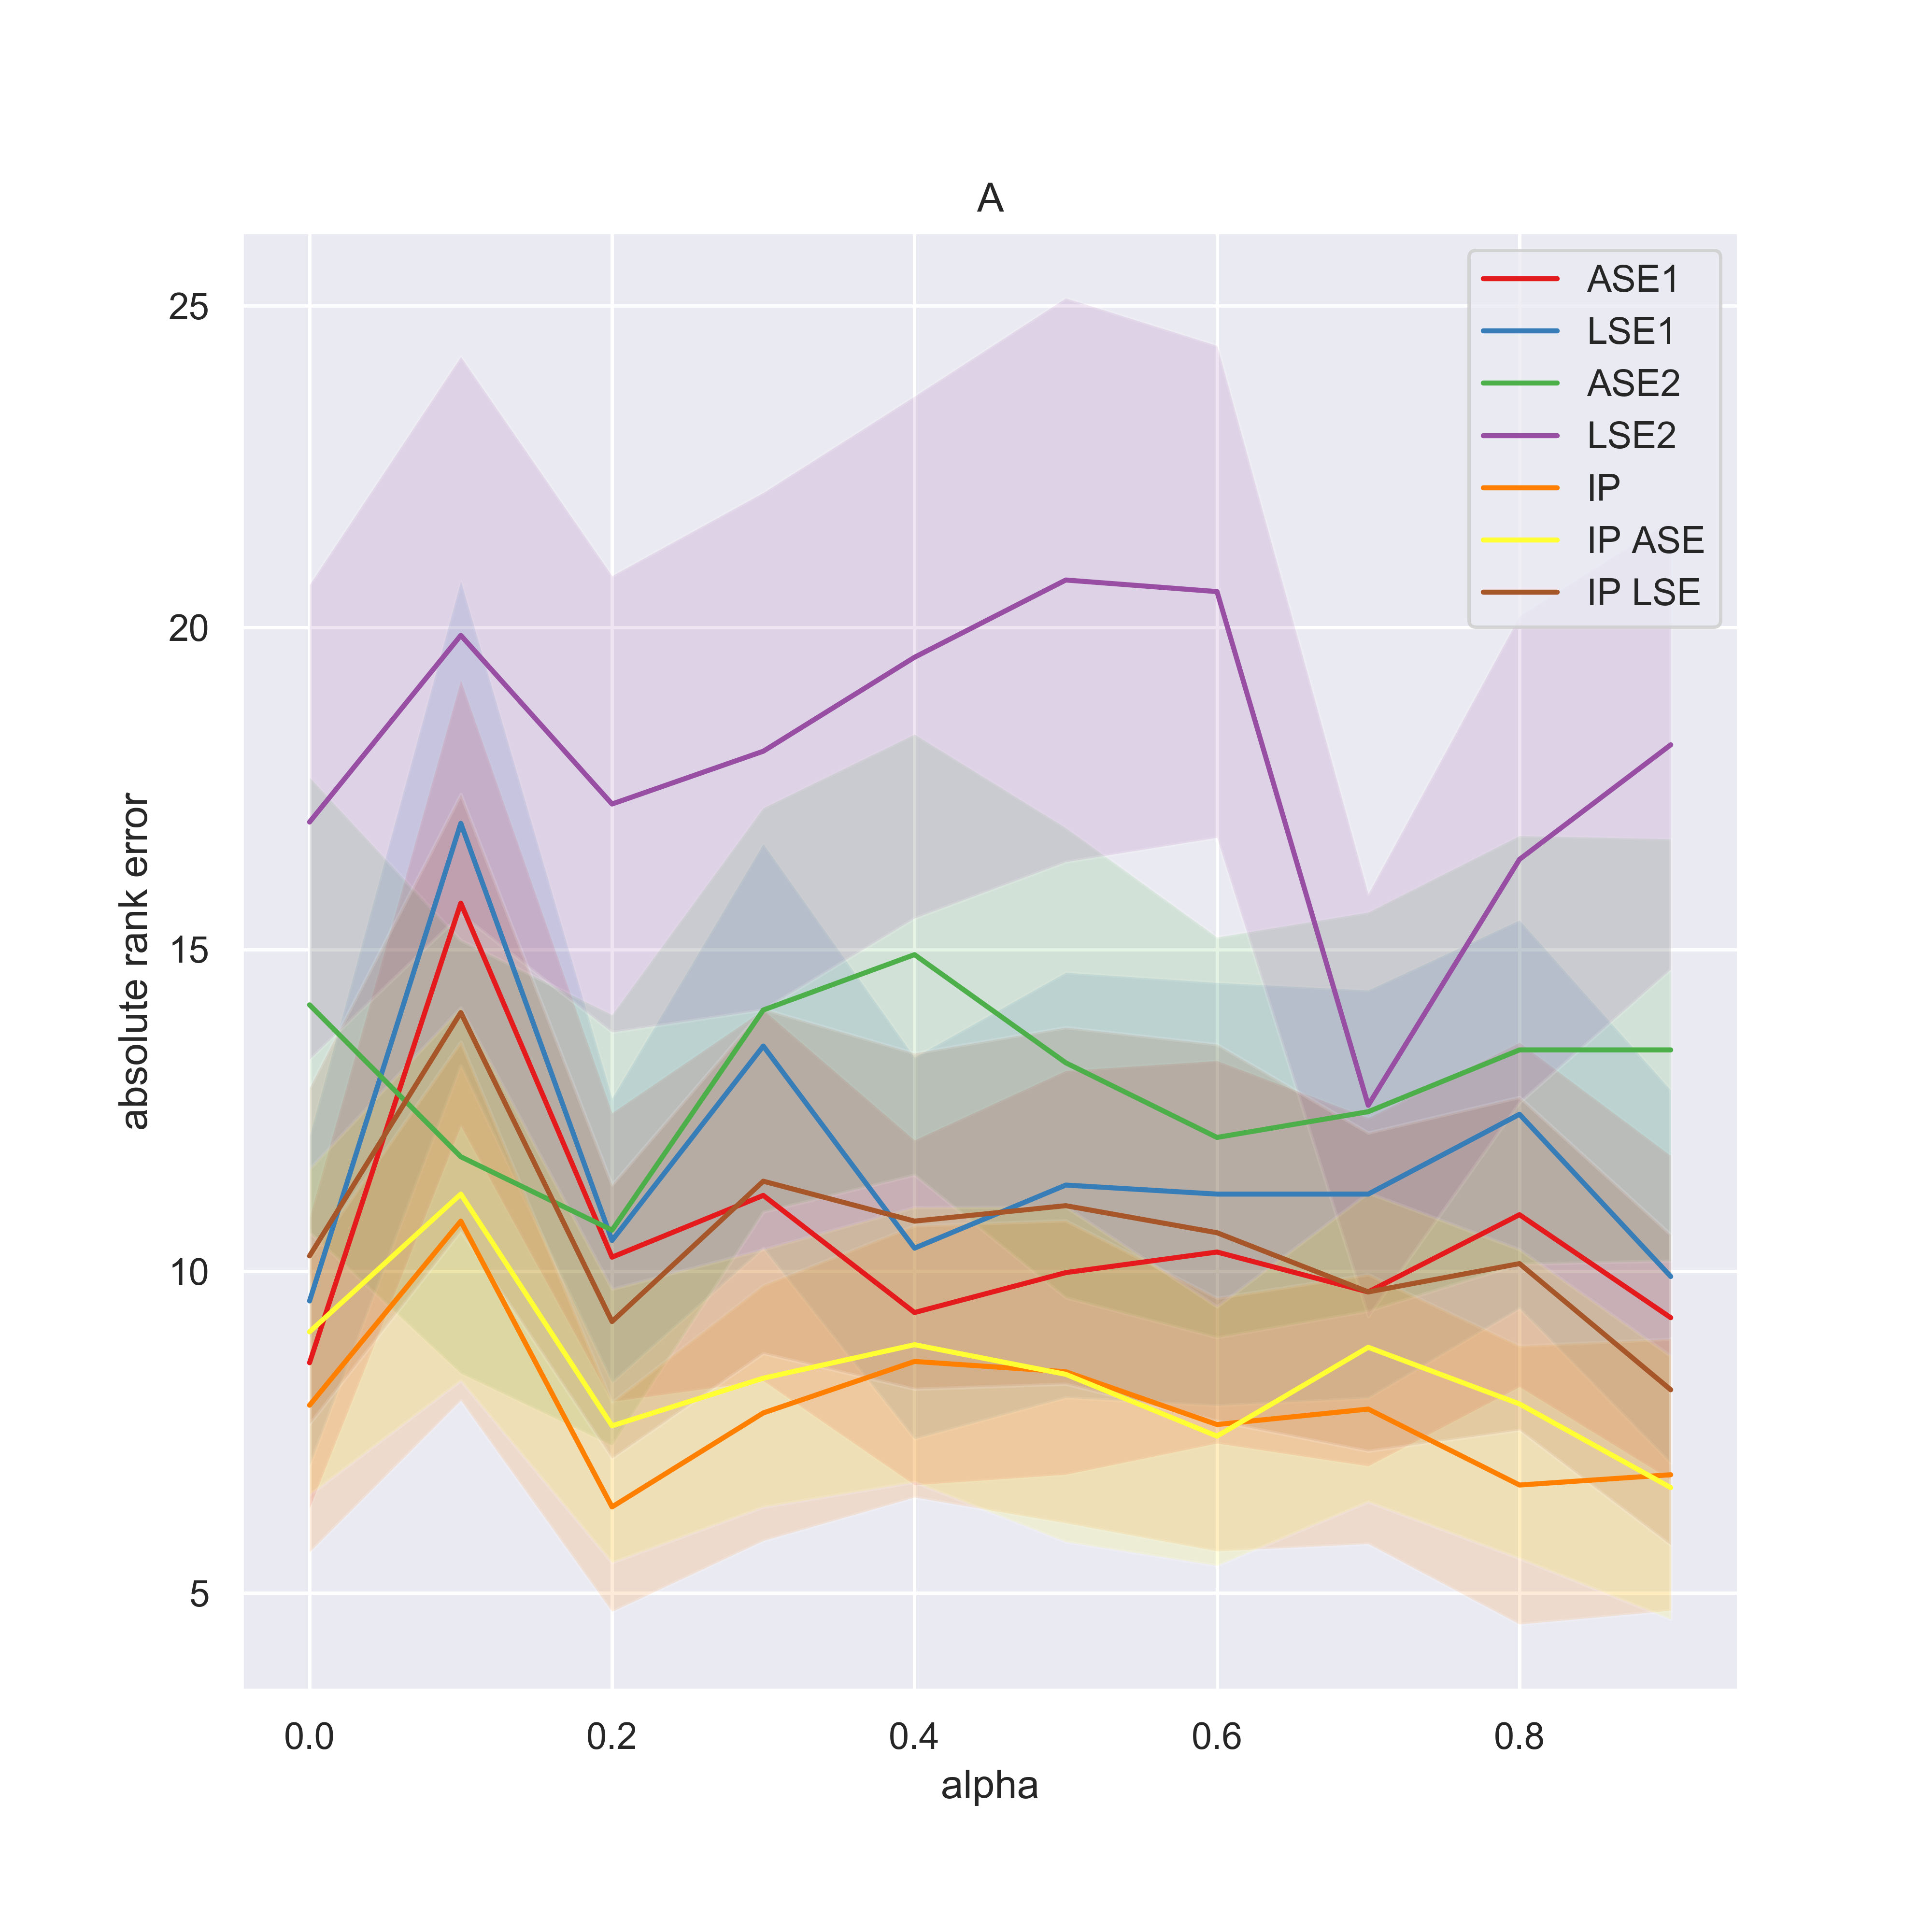 A
25
20
15
10
5
absolute rank error
0.0 0.2 0.4 0.6 0.8
alpha
ASE1
LSE1
ASE2
LSE2
IP
IP ASE
IP LSE